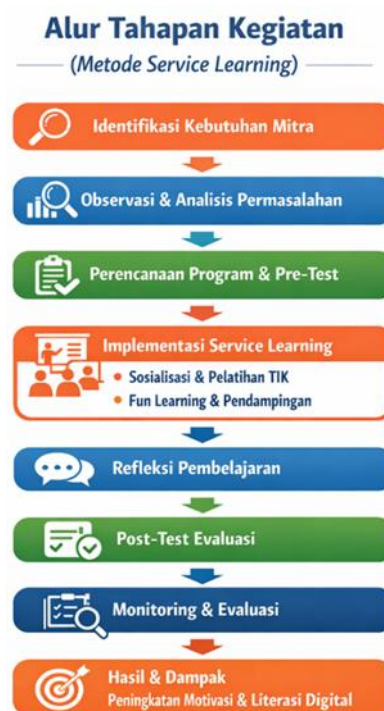 Alur Tahapan Kegiatan
(Metode Service Learning)
Identifikasi Kebutuhan Mitra
Observasi & Analisis Permasalahan
Perencanaan Program & Pre-Test
Implementasi Service Learning
• Sosialisasi & Pelatihan TIK
• Fun Learning & Pendampingan
Refleksi Pembelajaran
Post-Test Evaluasi
Monitoring & Evaluasi
Hasil & Dampak
Peningkatan Motivasi & Literasi Digital